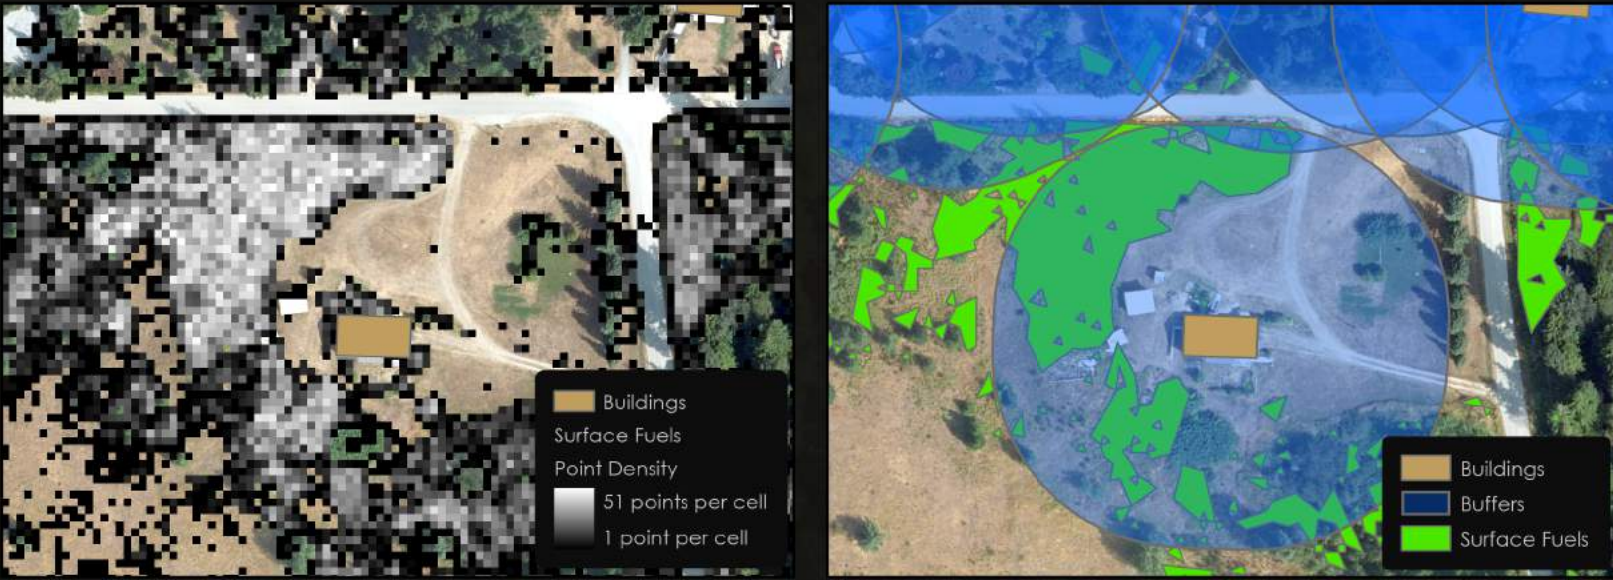 Buildings
Surface Fuels
Point Density
51 points per cell
1 point per cell
Buildings
Buffers
Surface Fuels